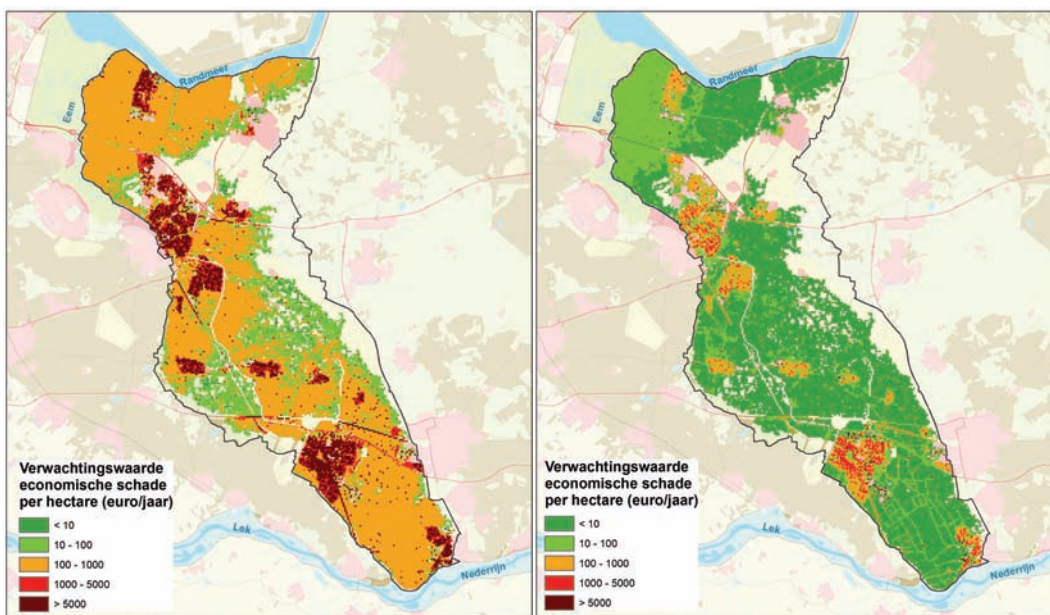 Randmeer
Eem
Verwachtingswaarde
economische schade
per hectare (euro/jaar)
< 10
10 - 100
100 - 1000
1000 - 5000
> 5000
Lek
Nederrijn
Randmeer
Eem
Verwachtingswaarde
economische schade
per hectare (euro/jaar)
< 10
10 - 100
100 - 1000
1000 - 5000
> 5000
Lek
Nederrijn